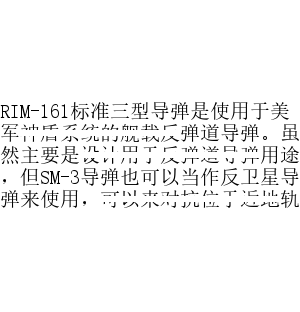 RIM-161标准三型导弹是使用于美
军神盾系统的舰载反弹道导弹。虽
然主要是设计用于反弹道导弹用途
，但SM-3导弹也可以当作反卫星导
弹来使用，可以来对抗位于近地轨